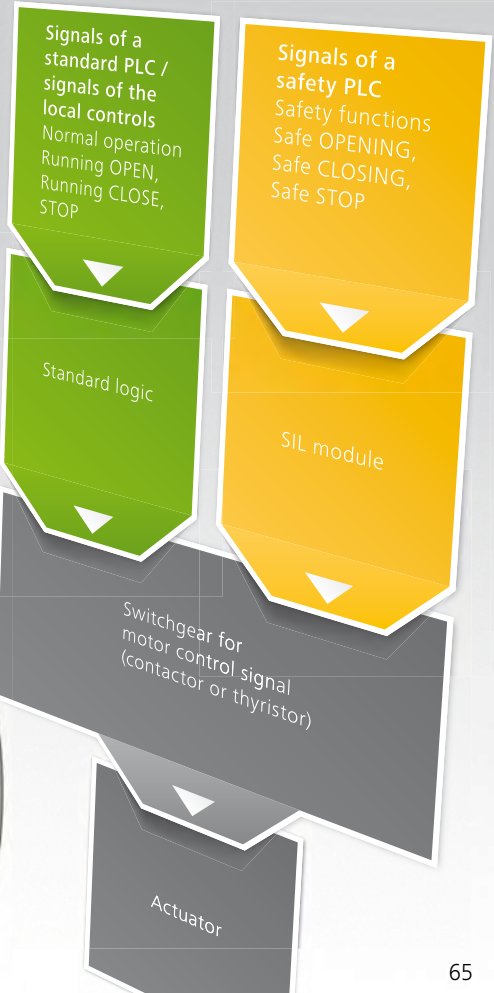 Signals of a
standard PLC /
signals of the
local controls
Normal operation
Running OPEN,
Running CLOSE,
STOP
Signals of a
safety PLC
Safety functions
Safe OPENING,
Safe CLOSING,
Safe STOP
Standard logic
SIL module
Switchgear for
motor control signal
(contactor or thyristor)
Actuator
65